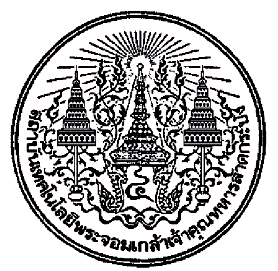 สถาบันเทคโนโลยีพระจอมเกล้าเจ้าคุณทหารลาดกระบัง
๔